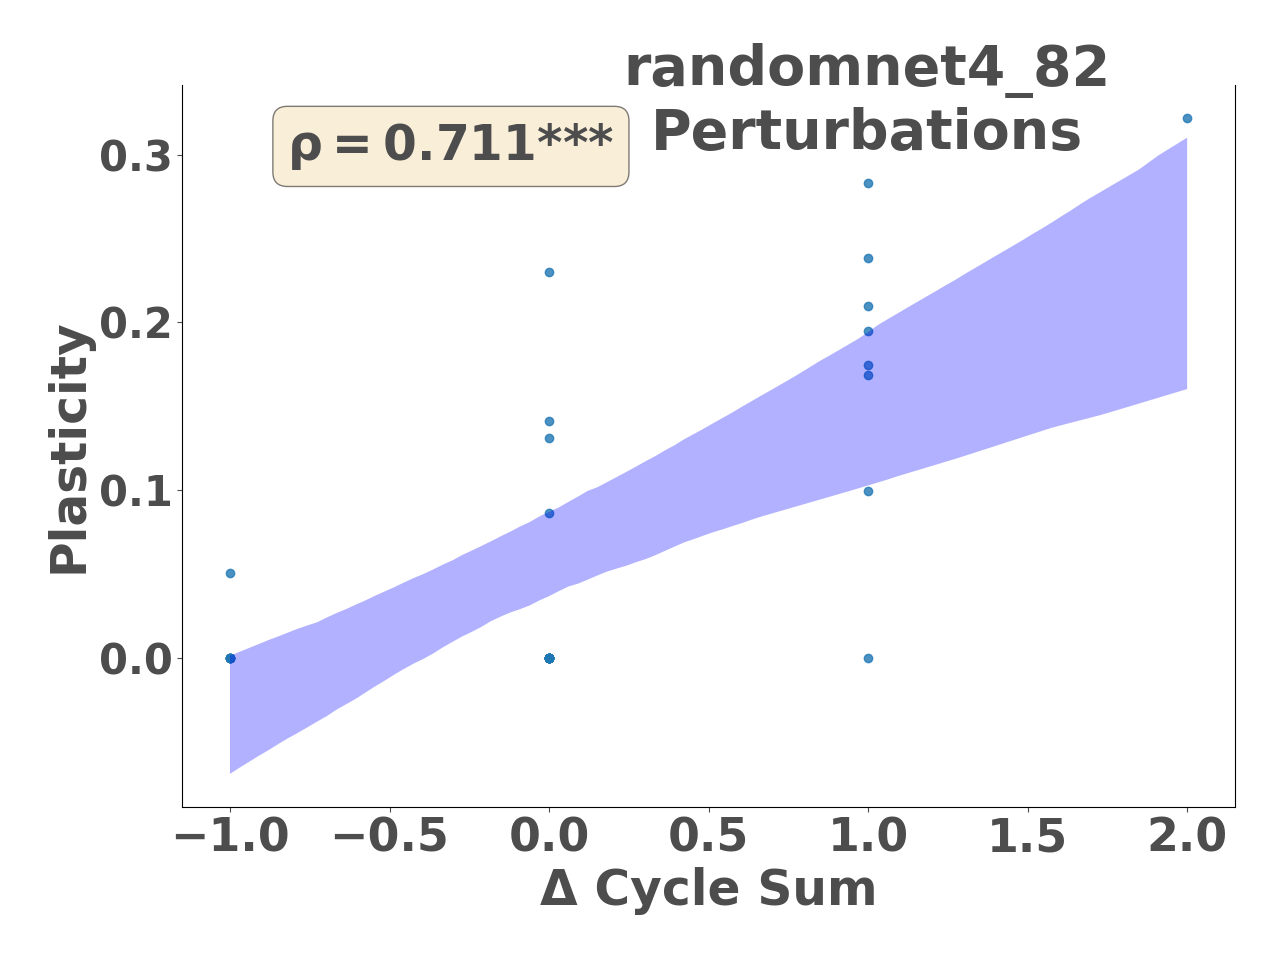 randomnet4_82
Perturbations
ρ = 0.711***
0.3
0.2
0.1
0.0
Plasticity
−1.0 −0.5 0.0 0.5 1.0 1.5 2.0
Δ Cycle Sum